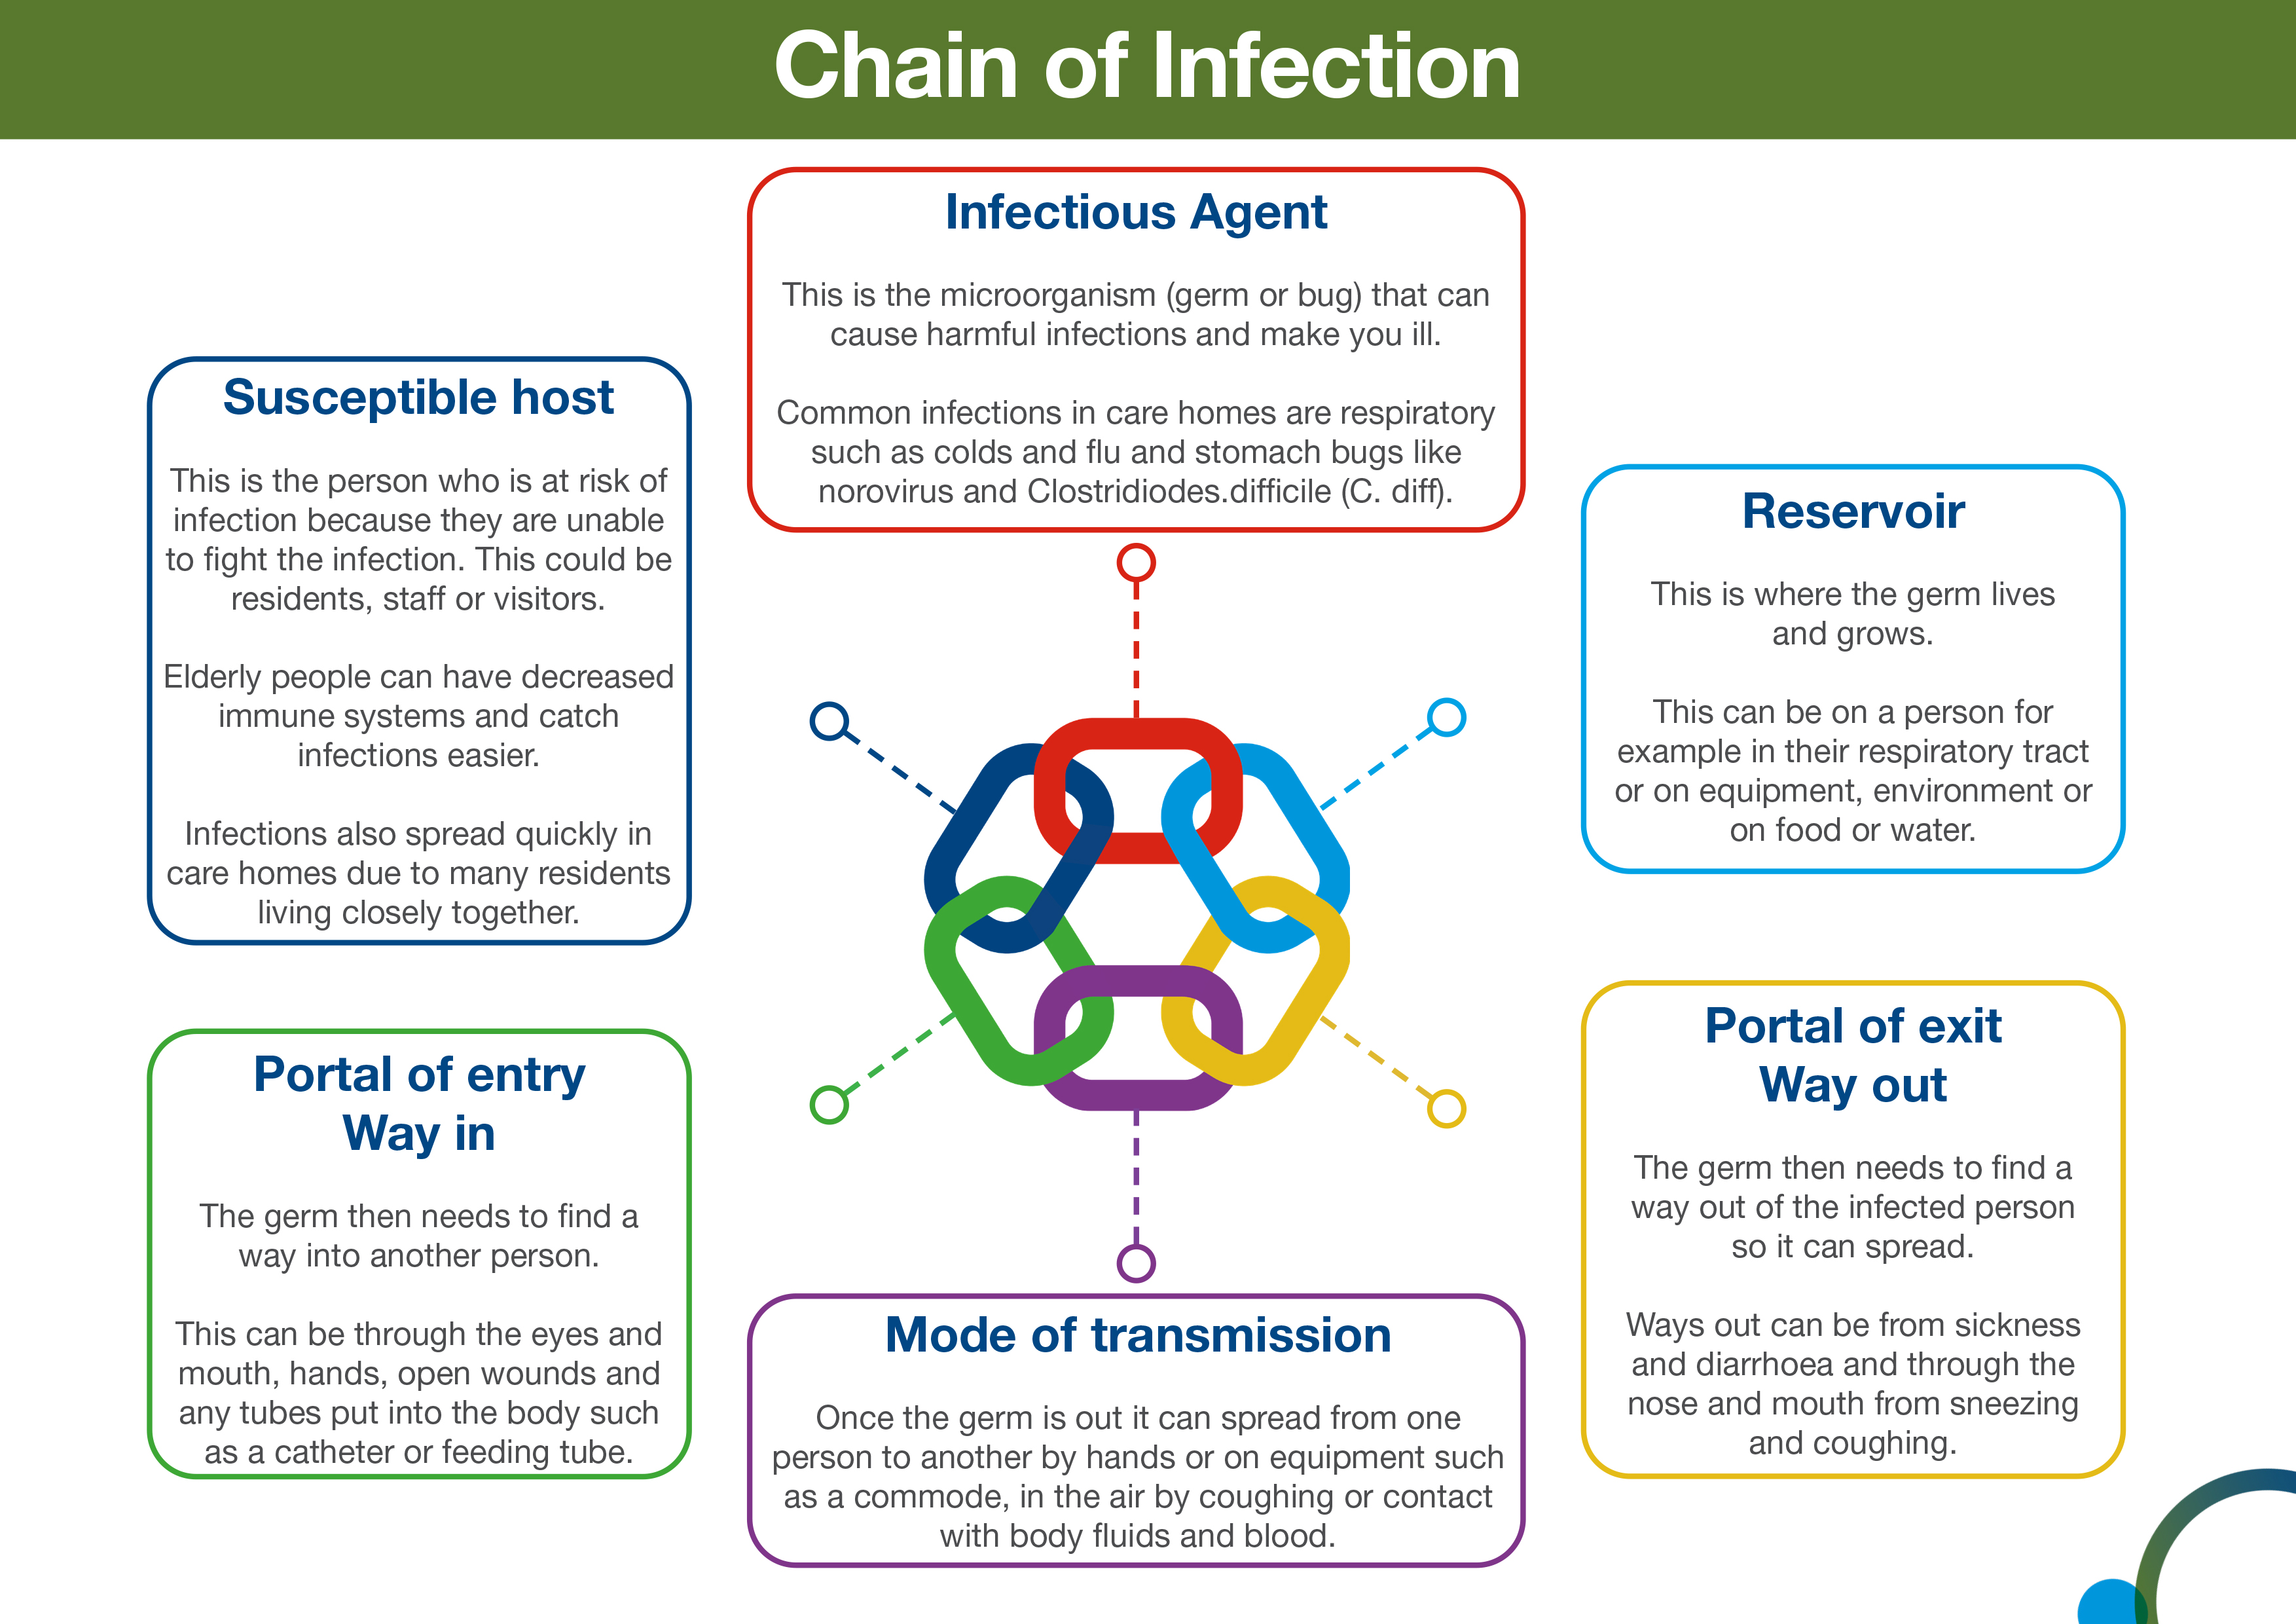 Chain of Infection
Infectious Agent
This is the microorganism (germ or bug) that can
cause harmful infections and make you ill.
Common infections in care homes are respiratory
such as colds and flu and stomach bugs like
norovirus and Clostridiodes.difficile (C. diff).
Reservoir
This is where the germ lives
and grows.
This can be on a person for
example in their respiratory tract
or on equipment, environment or
on food or water.
Portal of exit
Way out
The germ then needs to find a
way out of the infected person
so it can spread.
Ways out can be from sickness
and diarrhoea and through the
nose and mouth from sneezing
and coughing.
Mode of transmission
Once the germ is out it can spread from one
person to another by hands or on equipment such
as a commode, in the air by coughing or contact
with body fluids and blood.
Portal of entry
Way in
The germ then needs to find a
way into another person.
This can be through the eyes and
mouth, hands, open wounds and
any tubes put into the body such
as a catheter or feeding tube.
Susceptible host
This is the person who is at risk of
infection because they are unable
to fight the infection. This could be
residents, staff or visitors.
Elderly people can have decreased
immune systems and catch
infections easier.
Infections also spread quickly in
care homes due to many residents
living closely together.